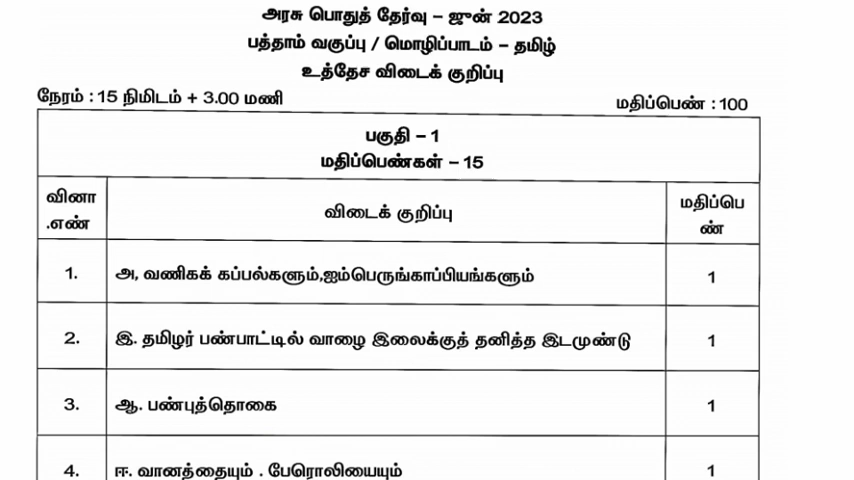 அரசு பொதுத் தேர்வு – ஜுன் 2023
பத்தாம் வகுப்பு / மொழிப்பாடம் – தமிழ்
உத்தேச விடைக் குறிப்பு
நேரம் : 15 நிமிடம் + 3.00 மணி மதிப்பெண் : 100
பகுதி – 1
மதிப்பெண்கள் – 15
வினா
.எண்
விடைக் குறிப்பு
மதிப்பெ
ண்
1. அ, வணிகக் கப்பல்களும்,ஐம்பெருங்காப்பியங்களும் 1
2. இ. தமிழர் பண்பாட்டில் வாழை இலைக்குத் தனித்த இடமுண்டு 1
3. ஆ. பண்புத்தொகை 1
4. ஈ. வானத்தையும் . பேரொலியையும் 1